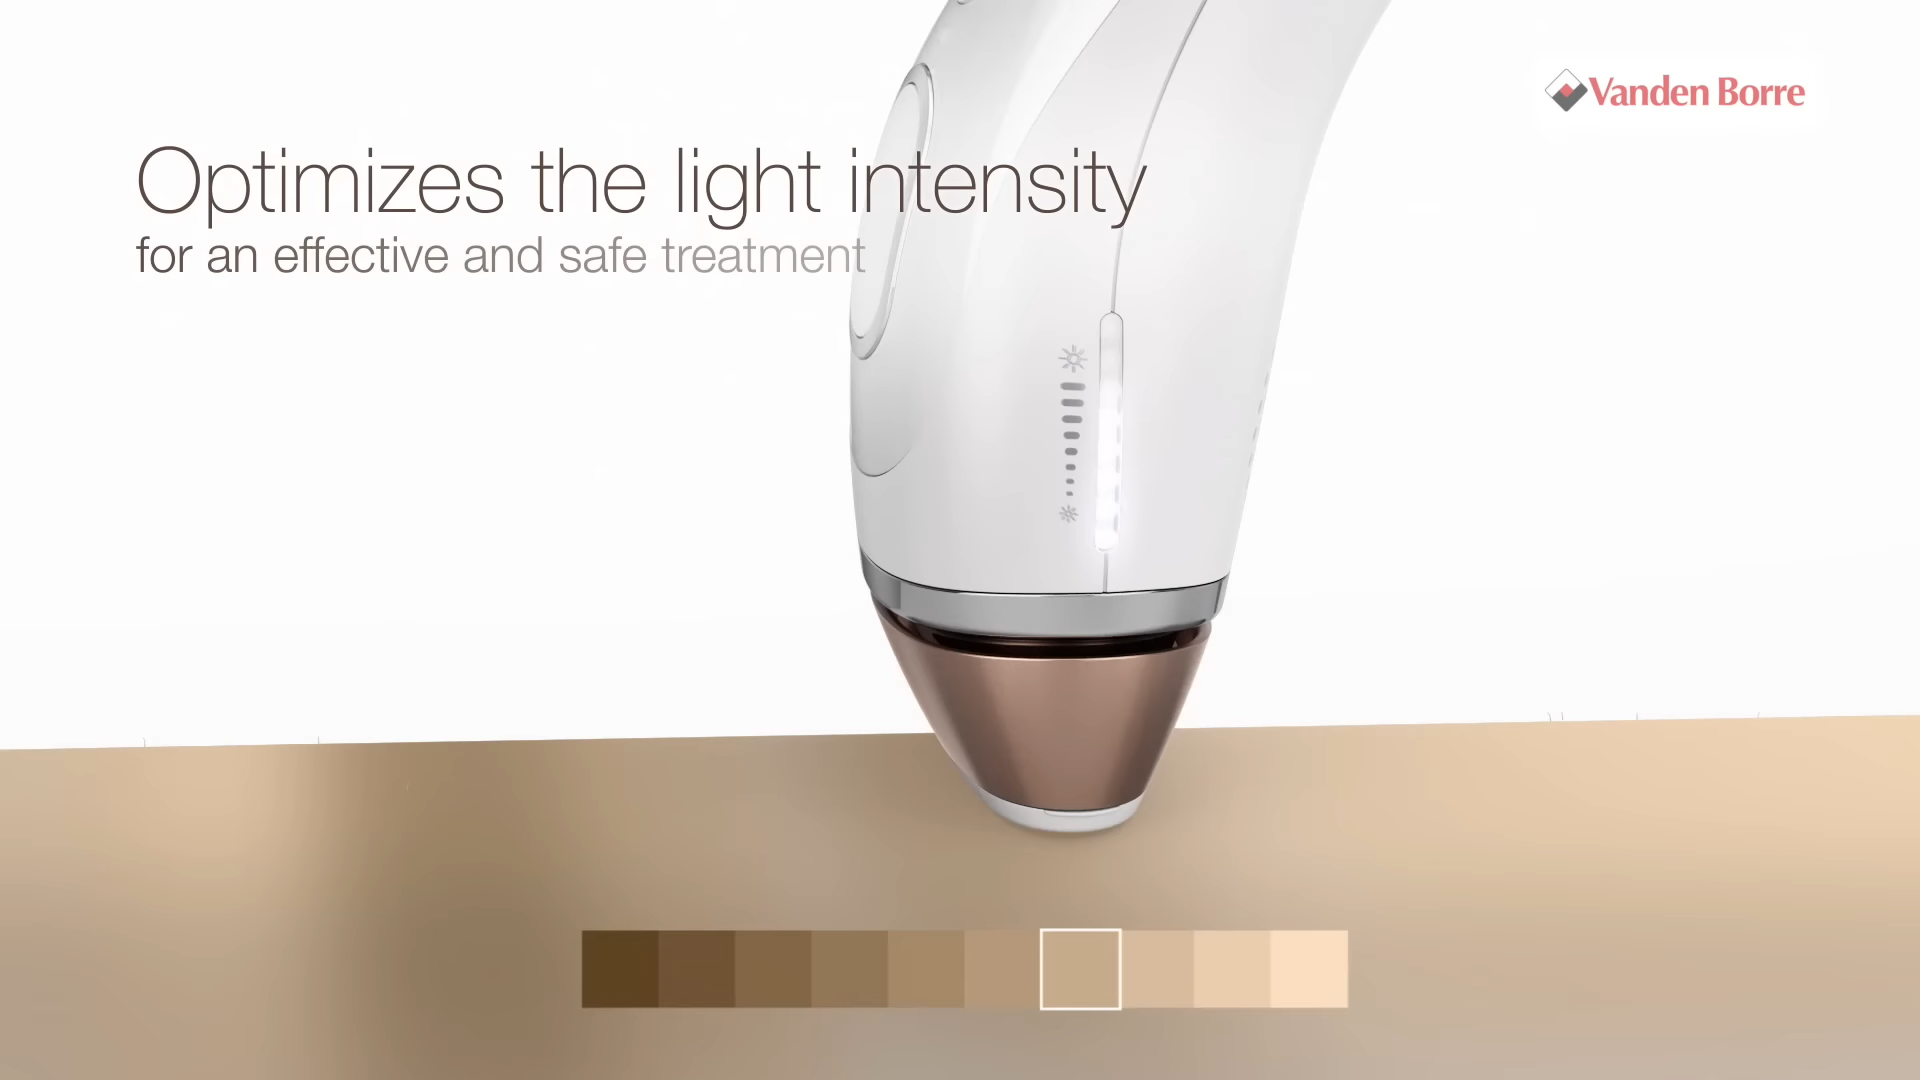 Vanden Borre
Optimizes the light intensity
for an effective and safe treatment